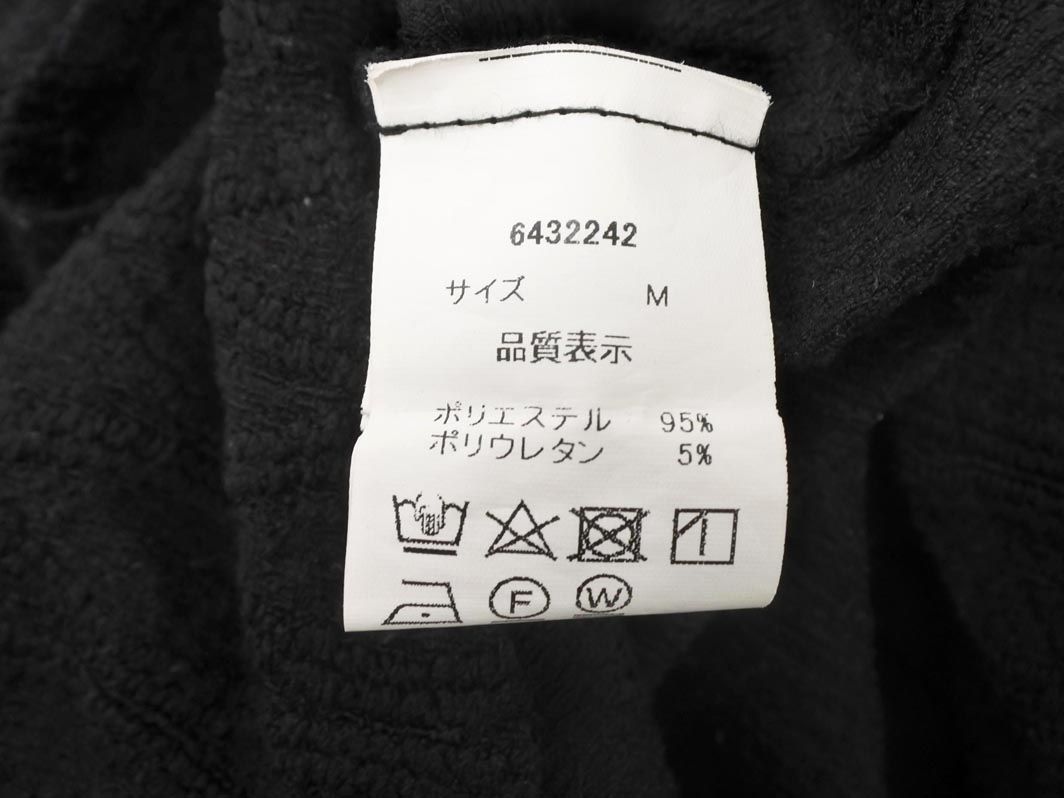 6432242
サイズ M
品質表示
ポリエステル 95%
ポリウレタン 5%
F W